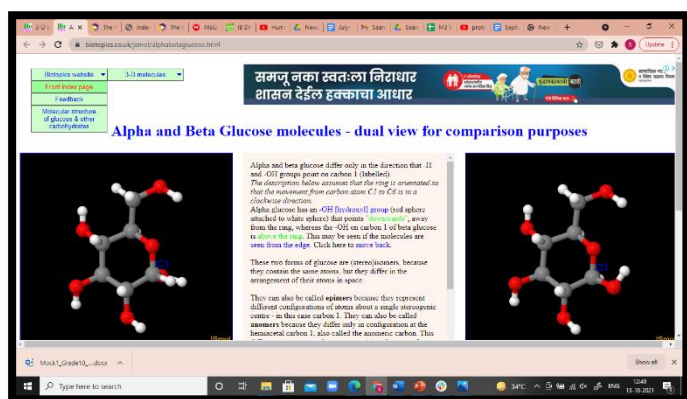 biotopics.co.uk/jsmol/alphabetaglucose.html
Update
Biotopics website
3-D molecules
Front index page
Feedback
Molecular structure
of glucose & other
carbohydrates
समजू नका स्वतःला निराधार
शासन देईल हक्काचा आधार
Alpha and Beta Glucose molecules - dual view for comparison purposes
Alpha and beta glucose differ only in the direction that -H
and -OH groups point on carbon 1 (labelled).
The description below assumes that the ring is orientated so
that the movement from carbon atom C1 to C6 is in a
clockwise direction.
Alpha glucose has an -OH [hydroxyl] group (red sphere
attached to white sphere) that points "downwards", away
from the ring, whereas the -OH on carbon 1 of beta glucose
is above the ring. This may be seen if the molecules are
seen from the edge. Click here to move back.
These two forms of glucose are (stereo)isomers, because
they contain the same atoms, but they differ in the
arrangement of their atoms in space.
They can also be called epimers because they represent
different configurations of atoms about a single stereogenic
centre - in this case carbon 1. They can also be called
anomers because they differ only in configuration at the
hemiacetal carbon 1, also called the anomeric carbon. This
C1
C1
JSmol
JSmol
Mock1_Grade10_....docx
Show all
Type here to search
34°C
ENG
12:48
13-10-2021